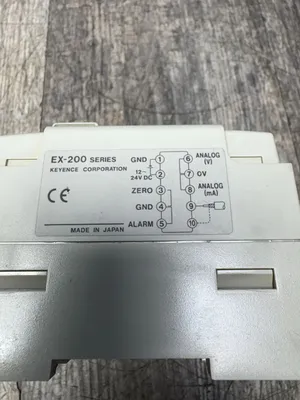 EX-200 SERIES
KEYENCE CORPORATION
CE
MADE IN JAPAN
GND 1 6 ANALOG (V)
12~
24V DC 2 7 0V
ZERO 3 8 ANALOG (mA)
GND 4 9
ALARM 5 10